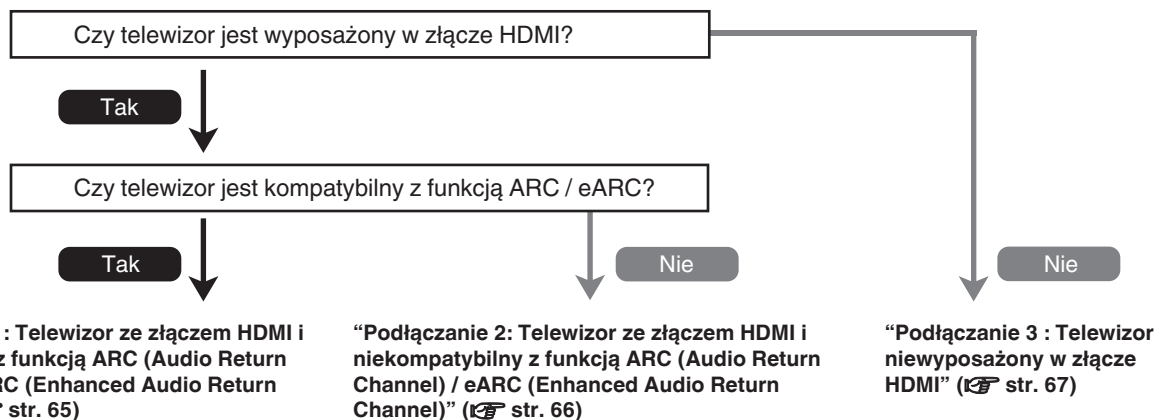 Czy telewizor jest wyposażony w złącze HDMI?
Tak
Czy telewizor jest kompatybilny z funkcją ARC / eARC?
Tak
Nie
Nie
: Telewizor ze złączem HDMI i
z funkcją ARC (Audio Return
RC (Enhanced Audio Return
str. 65)
“Podłączanie 2: Telewizor ze złączem HDMI i
niekompatybilny z funkcją ARC (Audio Return
Channel) / eARC (Enhanced Audio Return
Channel)” (☞ str. 66)
“Podłączanie 3 : Telewizor
niewyposażony w złącze
HDMI” (☞ str. 67)